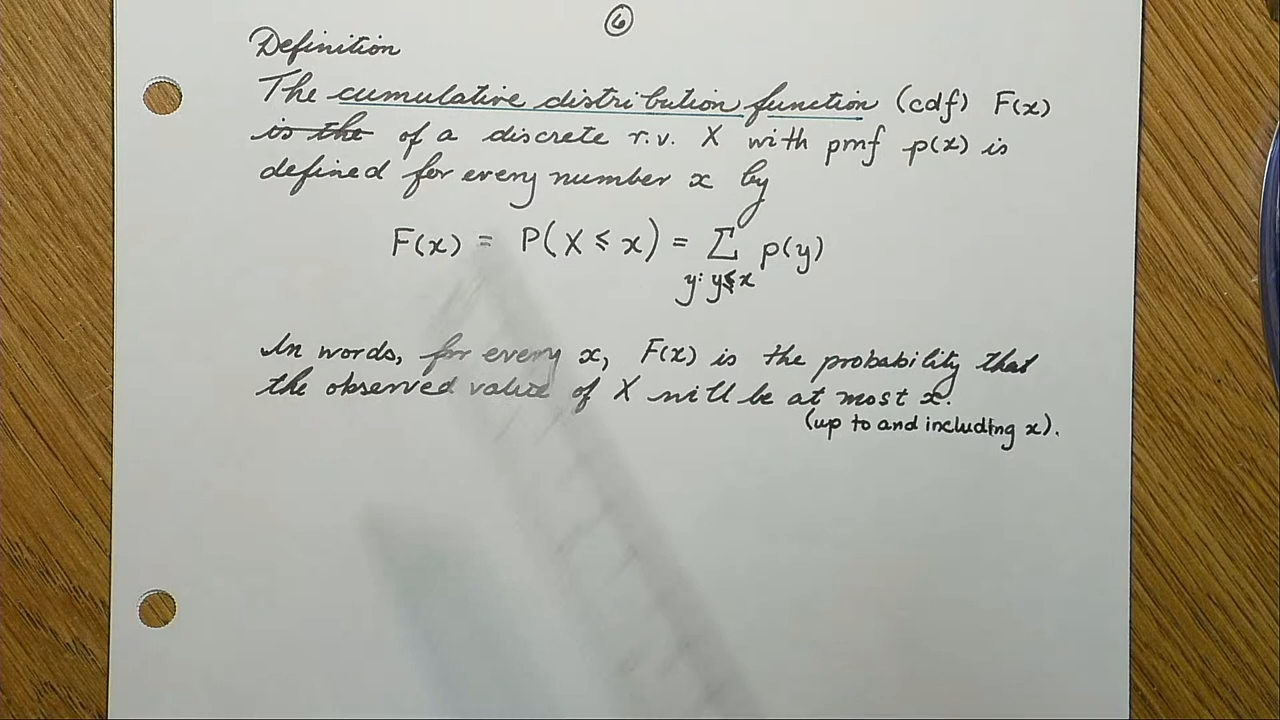 6
Definition
The cumulative distribution function (cdf) F(x)
is the of a discrete r.v. X with pmf p(x) is
defined for every number x by
F(x) = P(X ≤ x) = Σ p(y)
y: y≤x
In words, for every x, F(x) is the probability that
the observed value of X will be at most x.
(up to and including x).